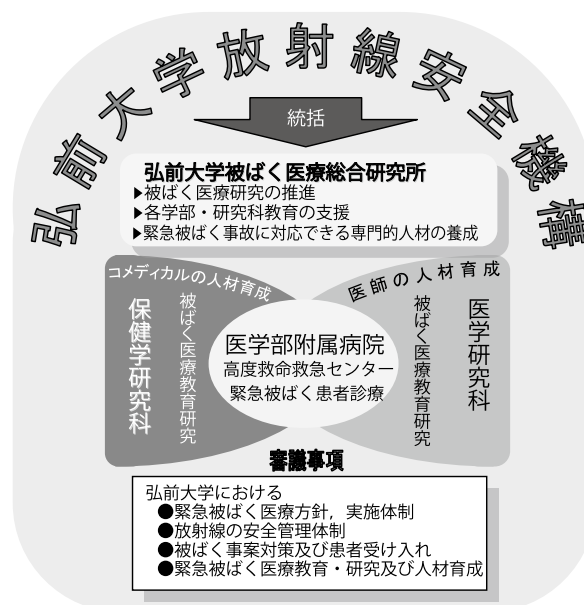 弘前大学放射線安全機構
統括
弘前大学被ばく医療総合研究所
▶被ばく医療研究の推進
▶各学部・研究科教育の支援
▶緊急被ばく事故に対応できる専門的人材の養成
コメディカルの人材育成
保健学研究科
被ばく医療教育研究
医学部附属病院
高度救命救急センター
緊急被ばく患者診療
医師の人材育成
被ばく医療教育研究
医学研究科
審議事項
弘前大学における
●緊急被ばく医療方針，実施体制
●放射線の安全管理体制
●被ばく事案対策及び患者受け入れ
●緊急被ばく医療教育・研究及び人材育成